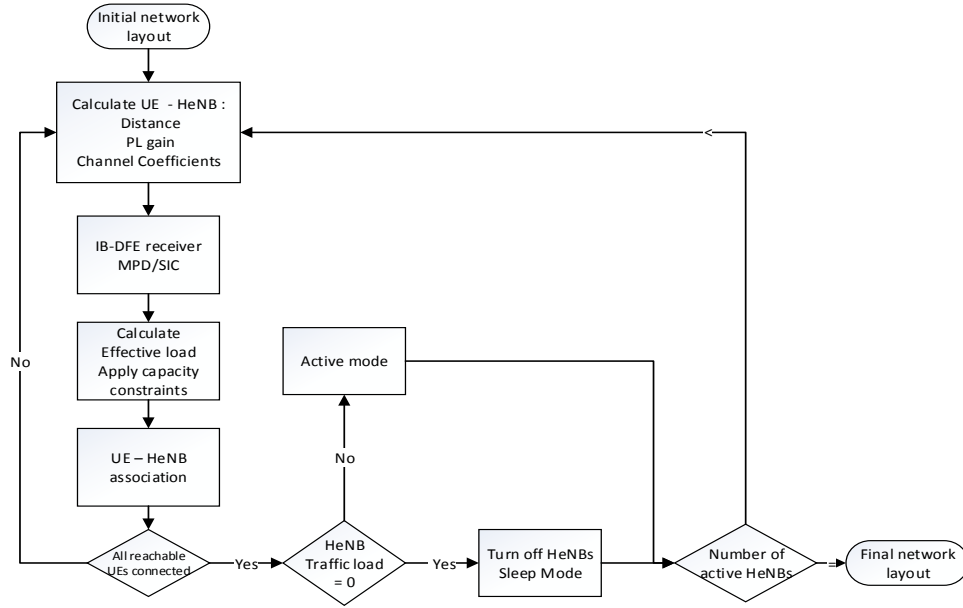 Initial network
layout
Calculate UE - HeNB :
Distance
PL gain
Channel Coefficients
<
IB-DFE receiver
MPD/SIC
Calculate
Effective load
Apply capacity
constraints
No
Active mode
UE – HeNB
association
No
All reachable
UEs connected
Yes
HeNB
Traffic load
= 0
Yes
Turn off HeNBs
Sleep Mode
Number of
active HeNBs
=
Final network
layout